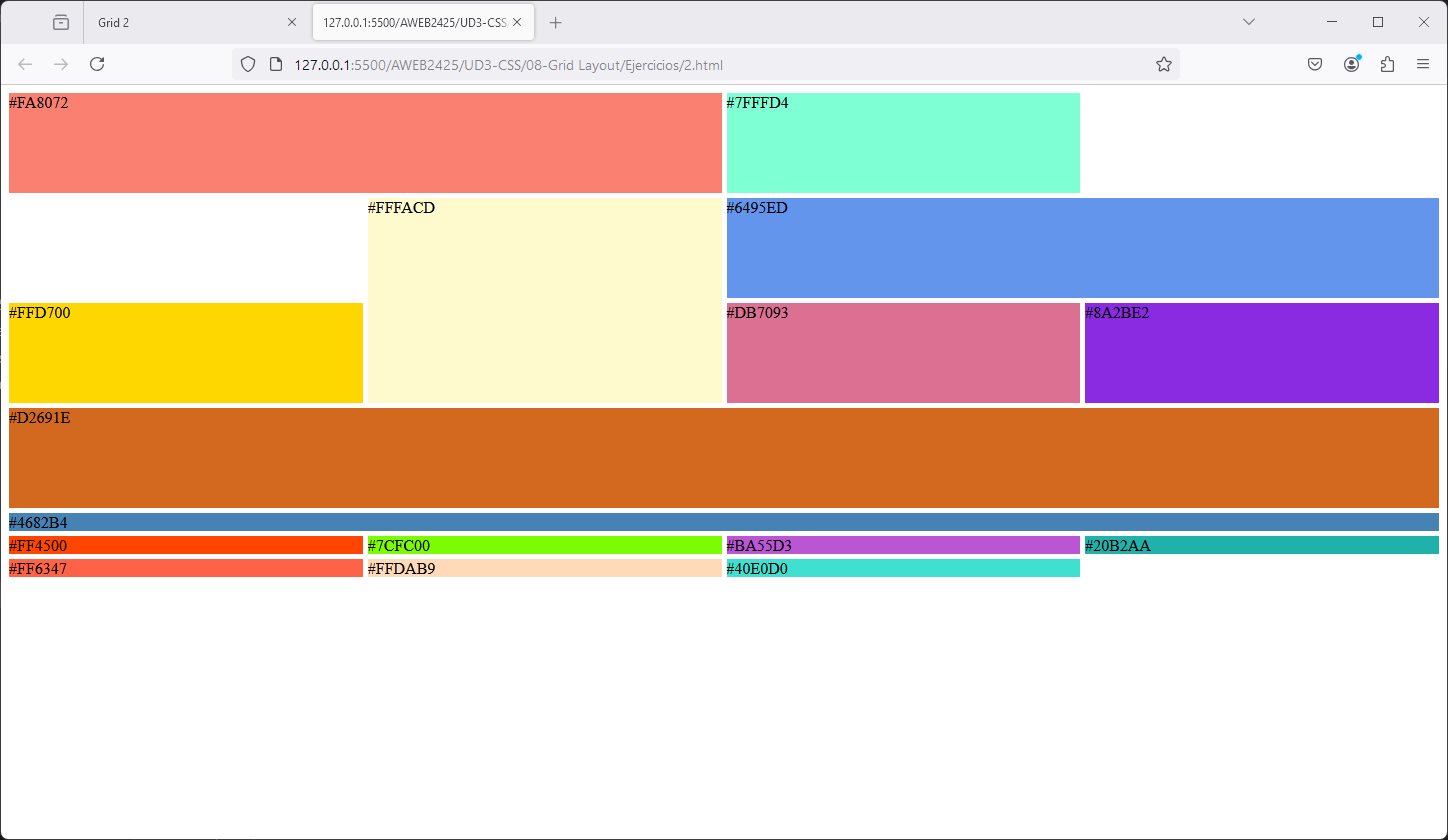 Grid 2
127.0.0.1:5500/AWEB2425/UD3-CSS/
127.0.0.1:5500/AWEB2425/UD3-CSS/08-Grid Layout/Ejercicios/2.html
#FA8072
#7FFFD4
#FFFACD
#6495ED
#FFD700
#DB7093
#8A2BE2
#D2691E
#4682B4
#FF4500
#7CFC00
#BA55D3
#20B2AA
#FF6347
#FFDAB9
#40E0D0